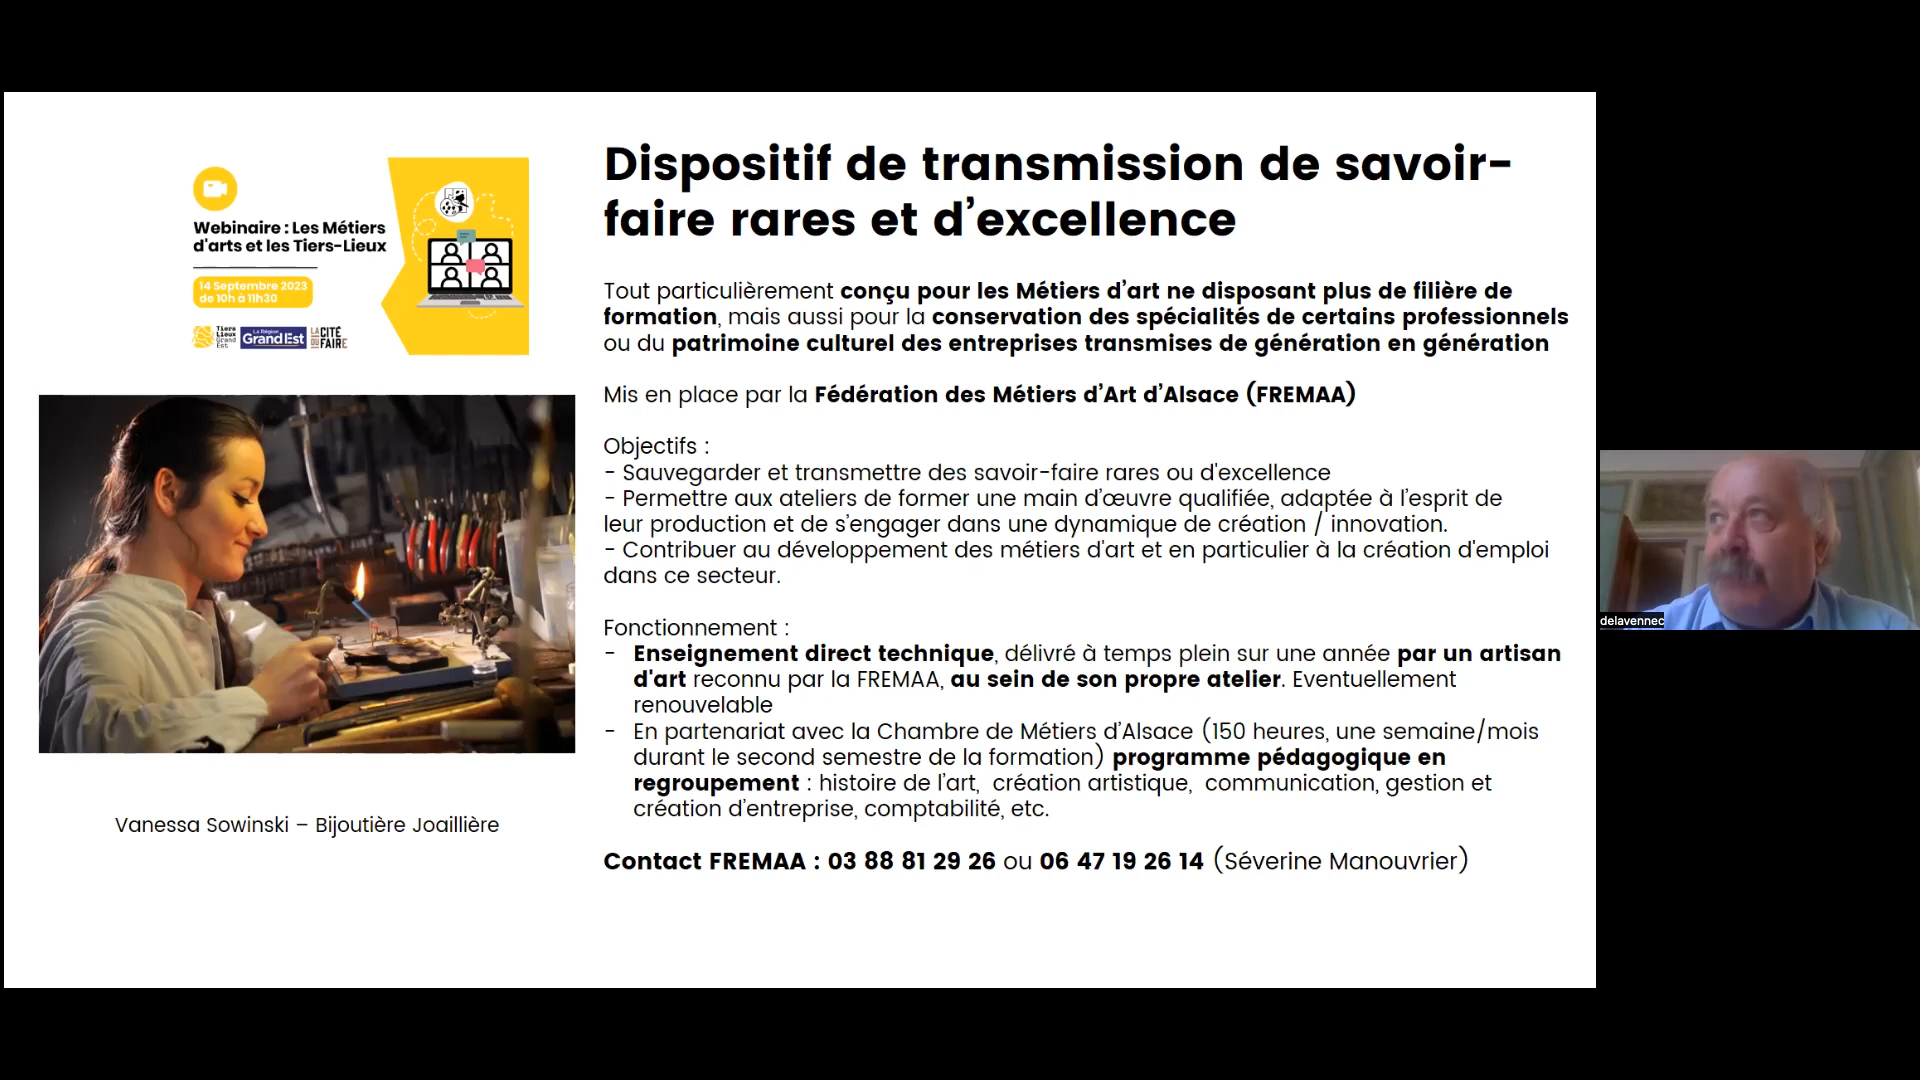 Webinaire : Les Métiers
d'arts et les Tiers-Lieux
14 Septembre 2023
de 10h à 11h30
Tiers
Lieux
Grand
Est
La Région
GrandEst
LA CITÉ
DU FAIRE
Vanessa Sowinski – Bijoutière Joaillière
Dispositif de transmission de savoir-
faire rares et d’excellence
Tout particulièrement conçu pour les Métiers d’art ne disposant plus de filière de
formation, mais aussi pour la conservation des spécialités de certains professionnels
ou du patrimoine culturel des entreprises transmises de génération en génération
Mis en place par la Fédération des Métiers d’Art d’Alsace (FREMAA)
Objectifs :
- Sauvegarder et transmettre des savoir-faire rares ou d'excellence
- Permettre aux ateliers de former une main d’œuvre qualifiée, adaptée à l’esprit de
leur production et de s’engager dans une dynamique de création / innovation.
- Contribuer au développement des métiers d'art et en particulier à la création d'emploi
dans ce secteur.
Fonctionnement :
- Enseignement direct technique, délivré à temps plein sur une année par un artisan
d'art reconnu par la FREMAA, au sein de son propre atelier. Eventuellement
renouvelable
- En partenariat avec la Chambre de Métiers d’Alsace (150 heures, une semaine/mois
durant le second semestre de la formation) programme pédagogique en
regroupement : histoire de l’art, création artistique, communication, gestion et
création d’entreprise, comptabilité, etc.
Contact FREMAA : 03 88 81 29 26 ou 06 47 19 26 14 (Séverine Manouvrier)
delavennec